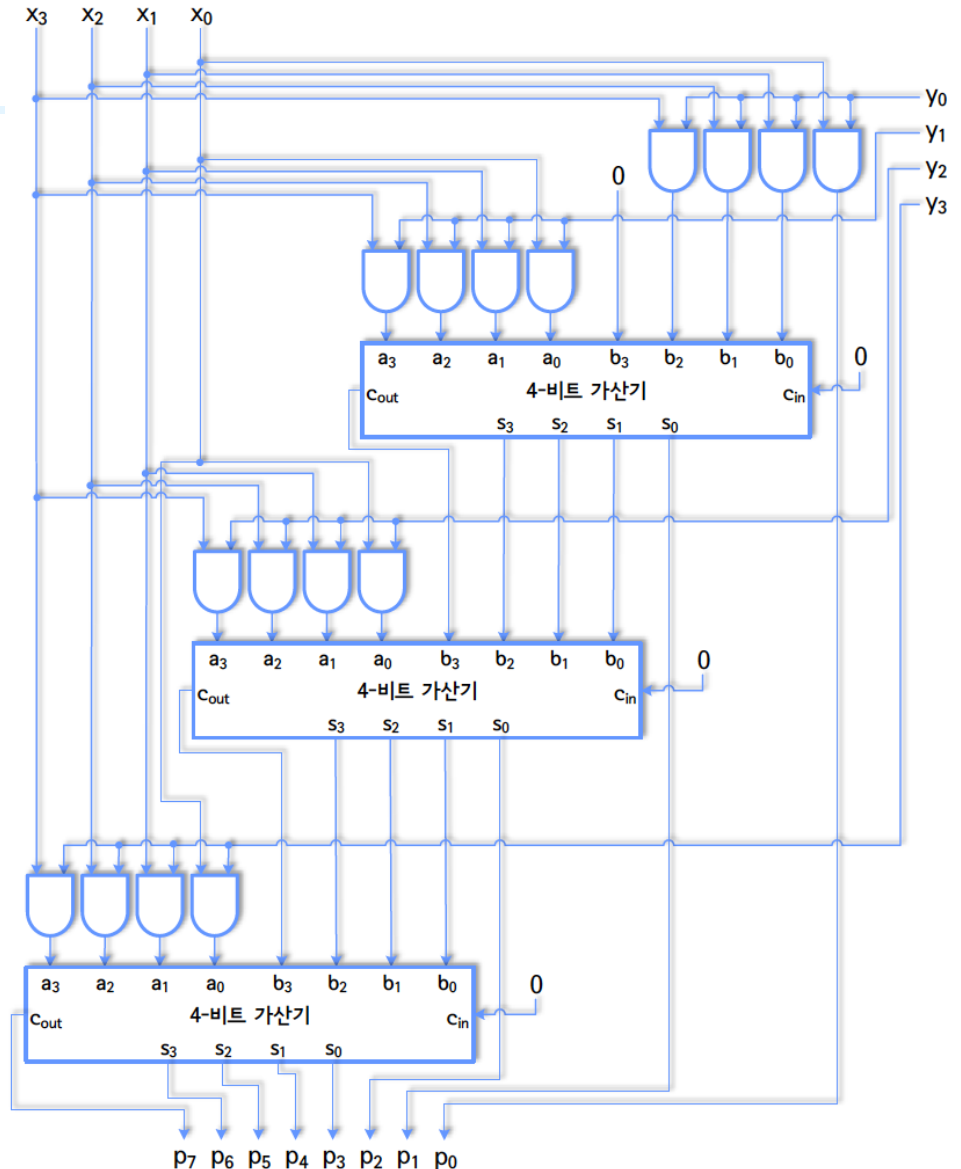 x3 x2 x1 x0
y0
y1
y2
y3
0
a3 a2 a1 a0 b3 b2 b1 b0
0
cout 4-비트 가산기 cin
s3 s2 s1 s0
a3 a2 a1 a0 b3 b2 b1 b0
0
cout 4-비트 가산기 cin
s3 s2 s1 s0
a3 a2 a1 a0 b3 b2 b1 b0
0
cout 4-비트 가산기 cin
s3 s2 s1 s0
p7 p6 p5 p4 p3 p2 p1 p0